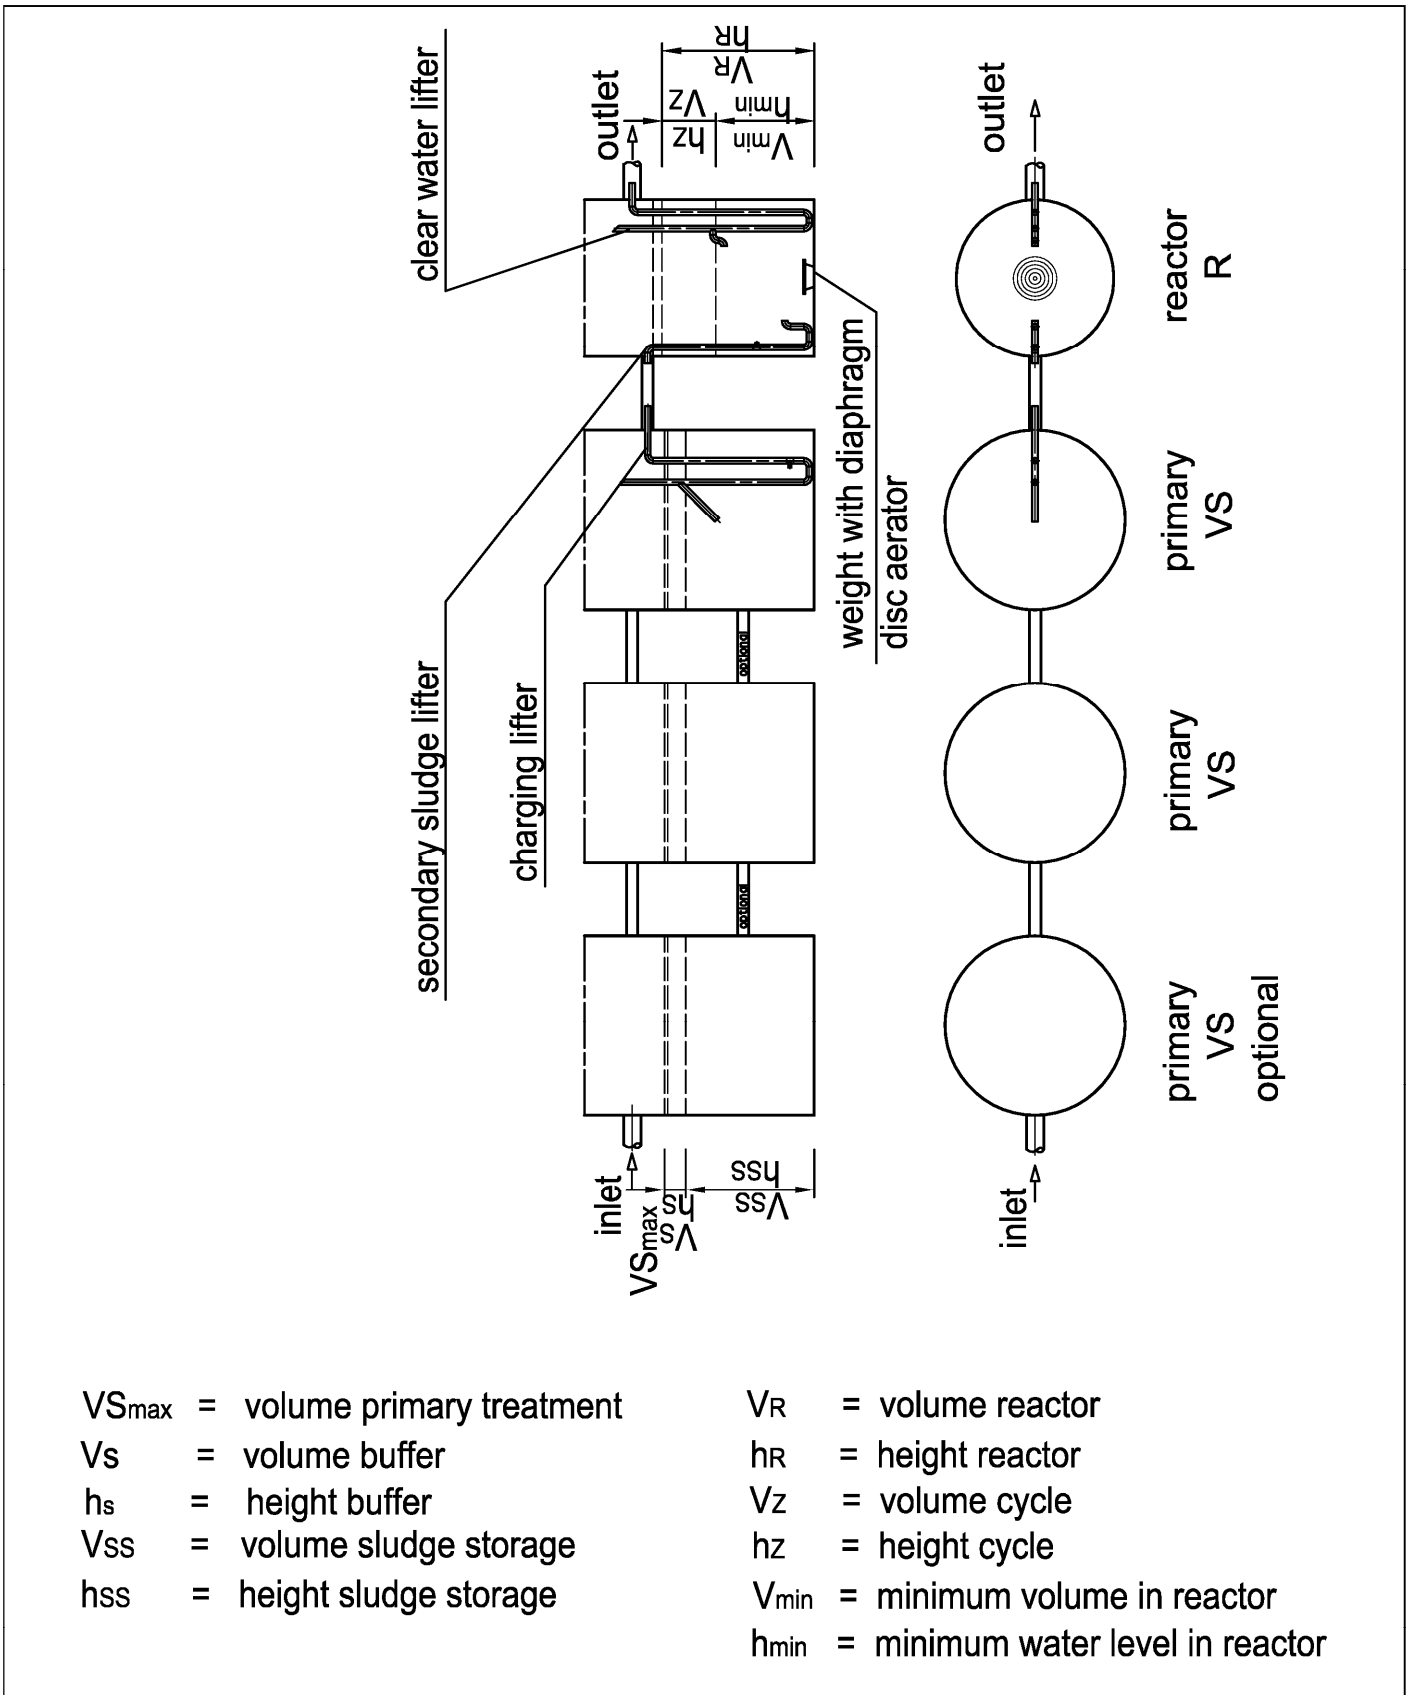 clear water lifter
outlet
hR
VR
VZ
hZ
hmin
Vmin
secondary sludge lifter
charging lifter
weight with diaphragm
disc aerator
optional
optional
inlet
VSmax
hS
VS
hSS
VSS
outlet
reactor
R
primary
VS
primary
VS
primary
VS
optional
inlet
VSmax = volume primary treatment
Vs = volume buffer
hs = height buffer
VSS = volume sludge storage
hSS = height sludge storage
VR = volume reactor
hR = height reactor
VZ = volume cycle
hZ = height cycle
Vmin = minimum volume in reactor
hmin = minimum water level in reactor